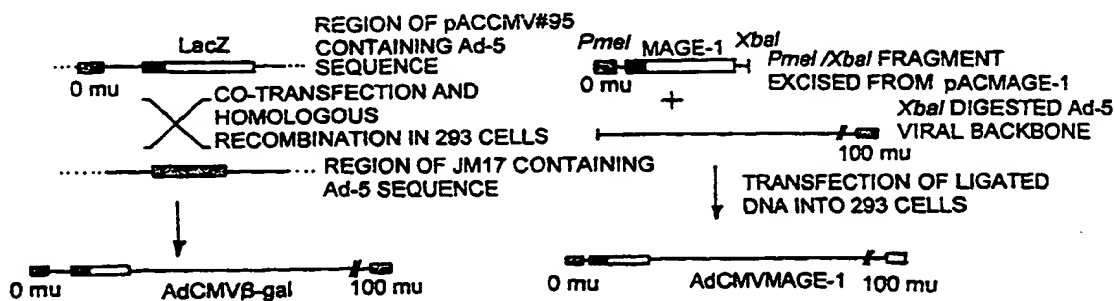 LacZ
REGION OF pACCMV#95
CONTAINING Ad-5
SEQUENCE
0 mu
CO-TRANSFECTION AND
HOMOLOGOUS
RECOMBINATION IN 293 CELLS
REGION OF JM17 CONTAINING
Ad-5 SEQUENCE
0 mu
AdCMVβ-gal
100 mu
PmeI
MAGE-1
XbaI
0 mu
PmeI /XbaI FRAGMENT
EXCISED FROM pACMAGE-1
+
XbaI DIGESTED Ad-5
VIRAL BACKBONE
100 mu
TRANSFECTION OF LIGATED
DNA INTO 293 CELLS
0 mu
AdCMVMAGE-1
100 mu